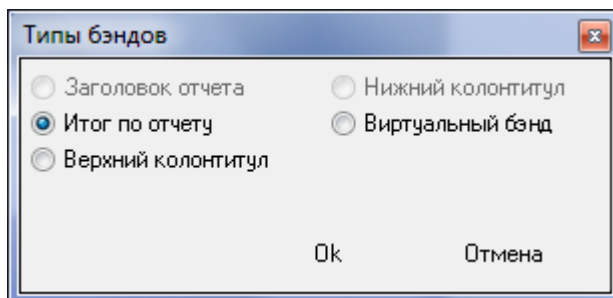 Типы бэндов
Заголовок отчета
Нижний колонтитул
Итог по отчету
Виртуальный бэнд
Верхний колонтитул
Ok
Отмена